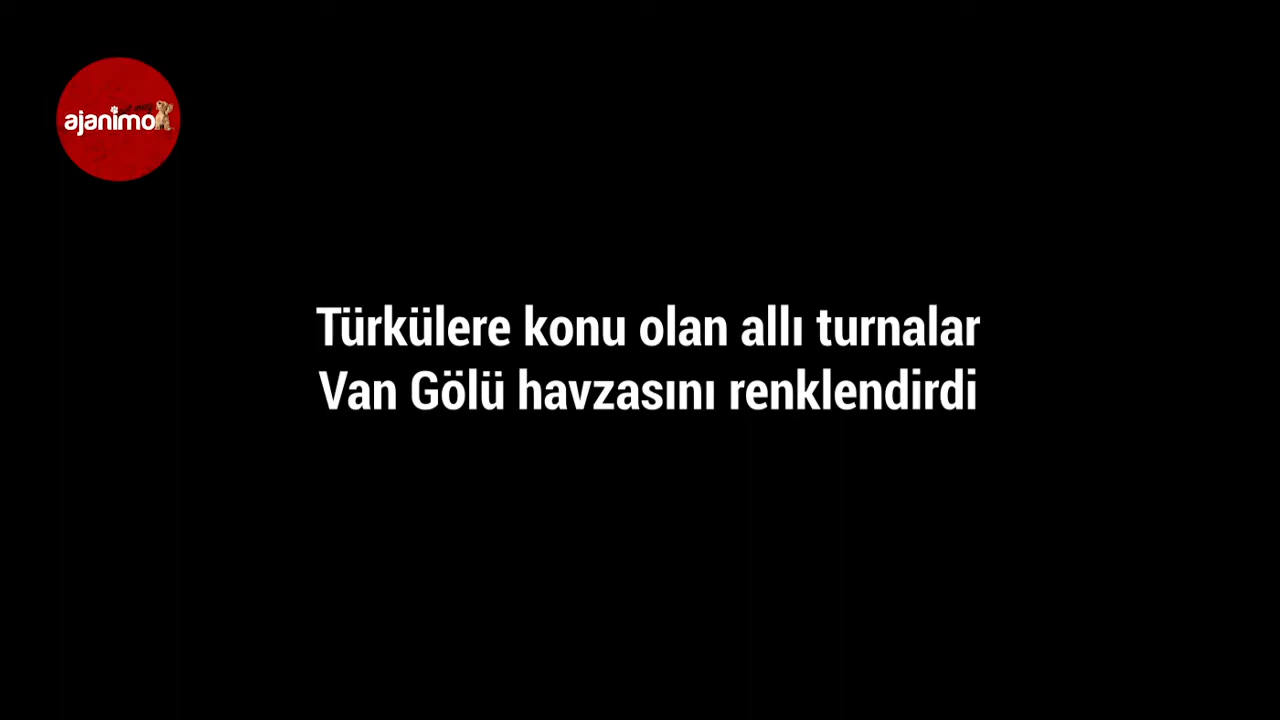 ajanimo
Türkülere konu olan allı turnalar
Van Gölü havzasını renklendirdi